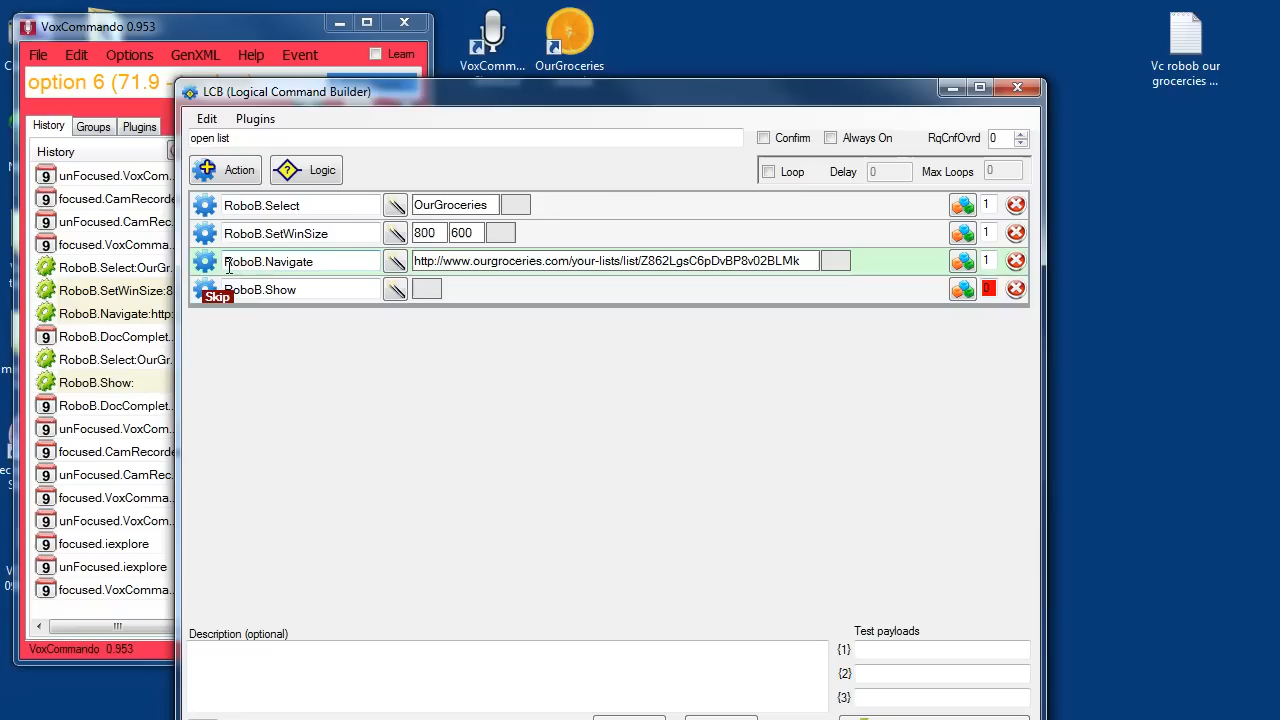 VoxCommando 0.953
File Edit Options GenXML Help Event Learn
option 6 (71.9
History Groups Plugins
History
unFocused.VoxCom...
focused.CamRecorde
unFocused.CamRec...
focused.VoxComma...
RoboB.Select:OurGr...
RoboB.SetWinSize:8
RoboB.Navigate:http:
RoboB.DocComplet...
RoboB.Select:OurGr...
RoboB.Show:
RoboB.DocComplet...
unFocused.VoxCom...
focused.CamRecorde
unFocused.CamRec...
focused.VoxComma...
unFocused.VoxCom...
focused.iexplore
unFocused.iexplore
focused.VoxComma...
VoxCommando 0.953
VoxComm...
OurGroceries
Vc robob our
grocercies ...
LCB (Logical Command Builder)
Edit Plugins
open list
Confirm Always On RqCnfOvrd 0
Action Logic Loop Delay 0 Max Loops 0
RoboB.Select OurGroceries 1
RoboB.SetWinSize 800 600 1
RoboB.Navigate http://www.ourgroceries.com/your-lists/list/Z862LgsC6pDvBP8v02BLMk 1
RoboB.Show 0
Skip
Description (optional)
Test payloads
{1}
{2}
{3}